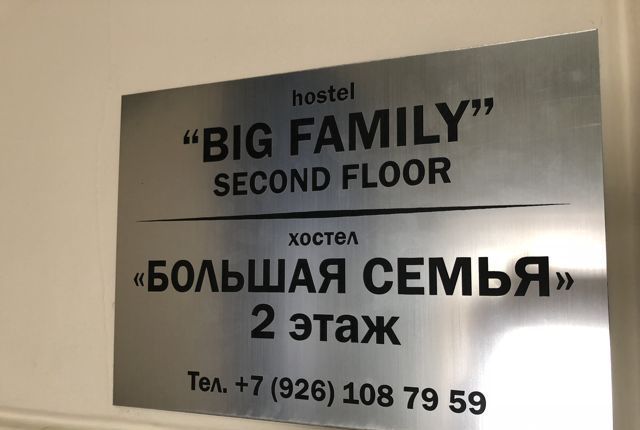 hostel
“BIG FAMILY”
SECOND FLOOR
хостел
«БОЛЬШАЯ СЕМЬЯ»
2 этаж
Тел. +7 (926) 108 79 59